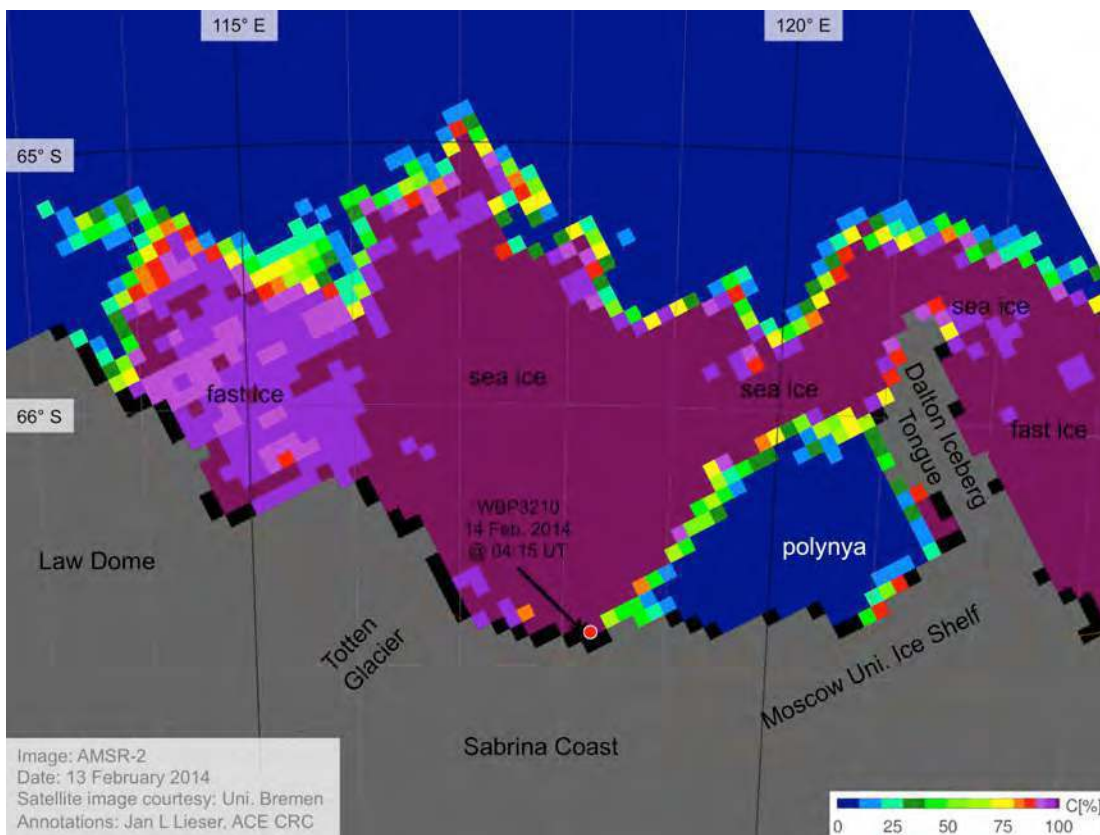 115° E
120° E
65° S
sea ice
sea ice
fast ice
sea ice
66° S
Dalton Iceberg
Tongue
fast ice
WBP3210
14 Feb. 2014
@ 04:15 UT
polynya
Law Dome
Totten
Glacier
Moscow Uni. Ice Shelf
Sabrina Coast
Image: AMSR-2
Date: 13 February 2014
Satellite image courtesy: Uni. Bremen
Annotations: Jan L Lieser, ACE CRC
C[%]
0 25 50 75 100